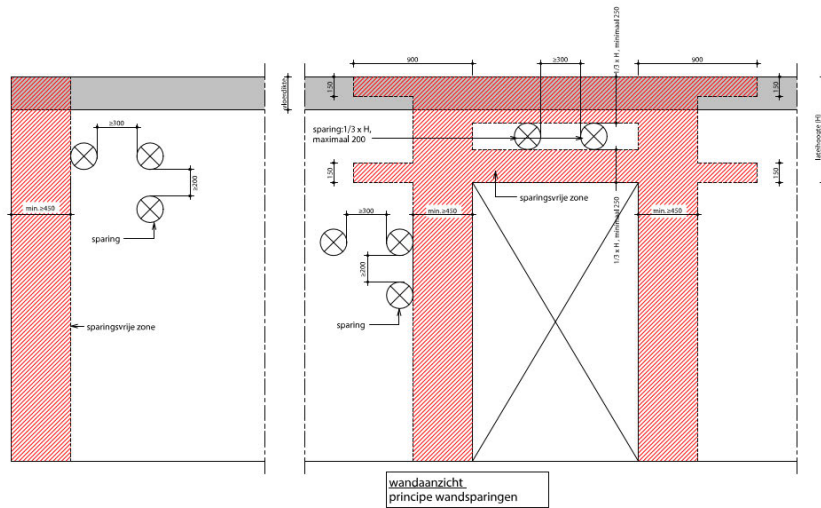 900
≥300
1/3 x H , minimaal 250
900
150
vloerdikte
150
lateihoogte (H)
≥300
sparing:1/3 x H,
maximaal 200
≥200
150
150
sparingsvrije zone
min.≥450
≥300
min.≥450
1/3 x H , minimaal 250
min.≥450
sparing
≥200
sparingsvrije zone
sparing
wandaanzicht
principe wandsparingen